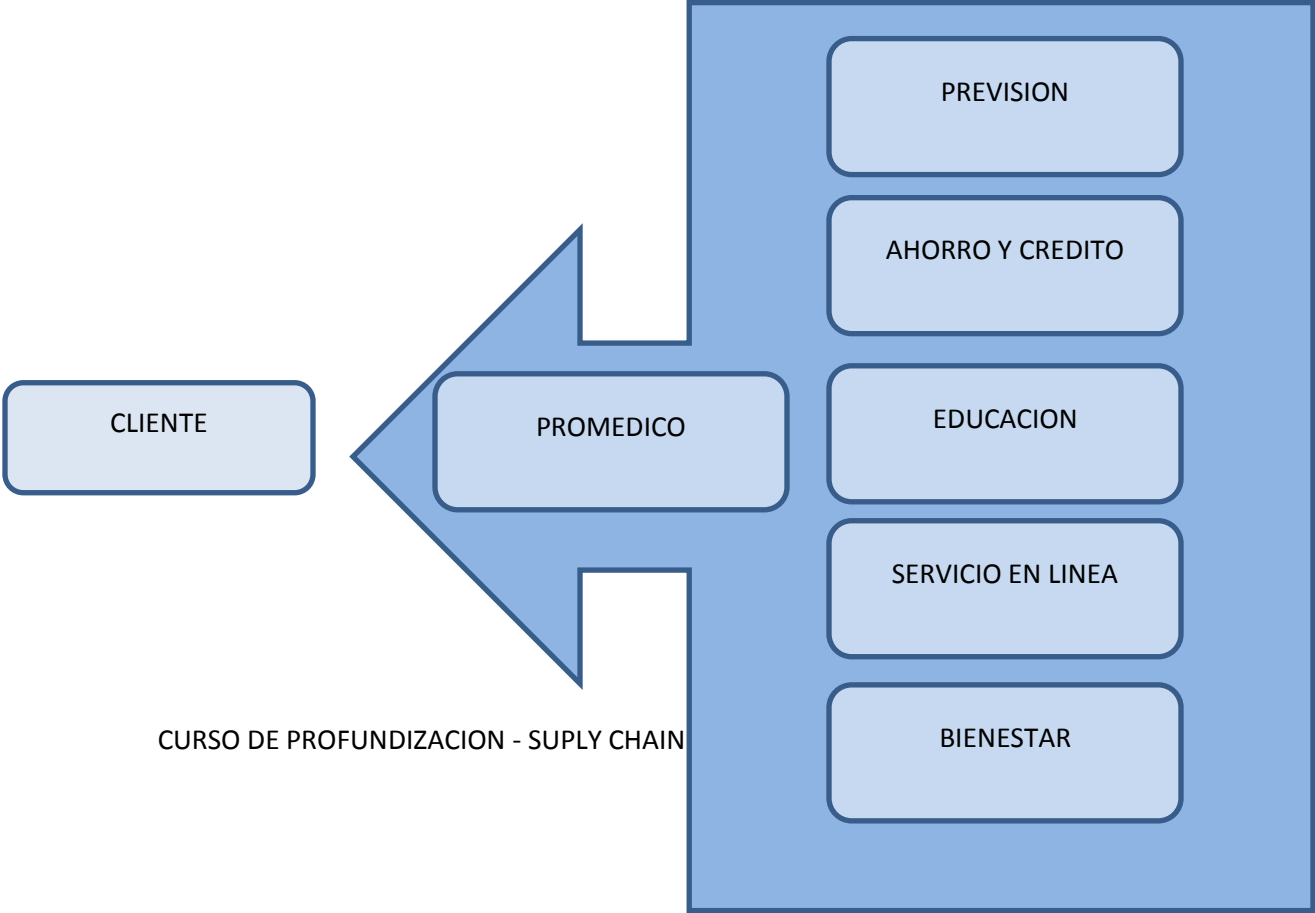 PREVISION
AHORRO Y CREDITO
CLIENTE
PROMEDICO
EDUCACION
SERVICIO EN LINEA
CURSO DE PROFUNDIZACION - SUPLY CHAIN
BIENESTAR